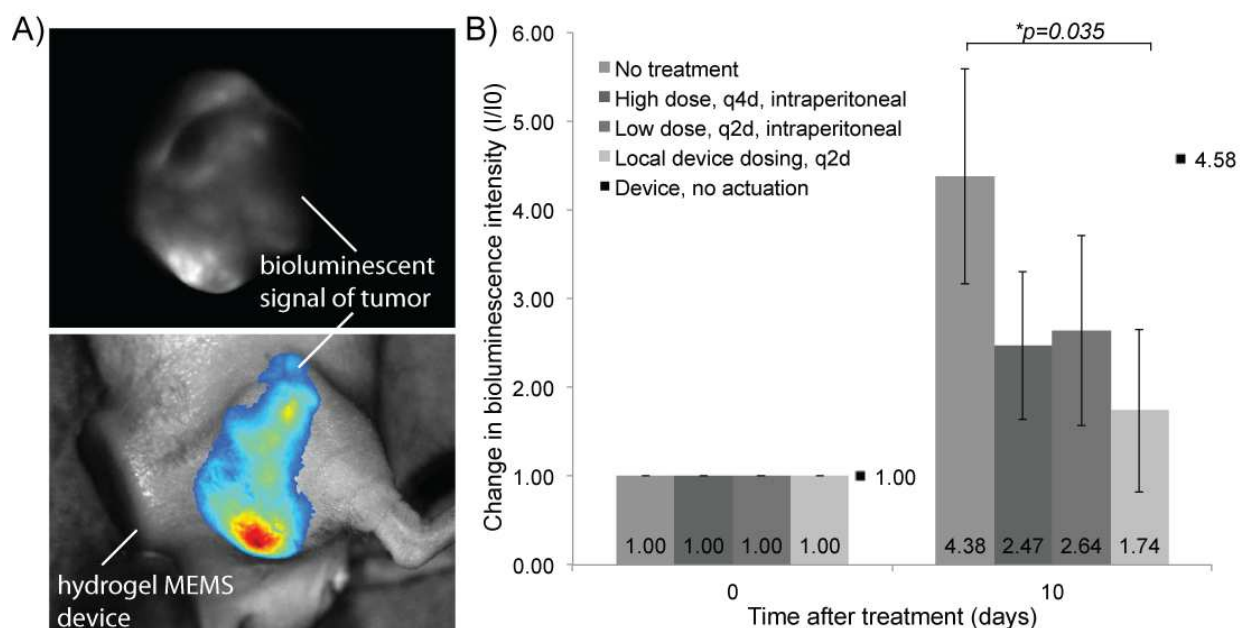 A)
bioluminescent
signal of tumor
hydrogel MEMS
device
B)
Change in bioluminescence intensity (I/I0)
6.00
5.00
4.00
3.00
2.00
1.00
0.00
No treatment
High dose, q4d, intraperitoneal
Low dose, q2d, intraperitoneal
Local device dosing, q2d
Device, no actuation
*p=0.035
4.58
1.00
1.00 1.00 1.00 1.00
4.38 2.47 2.64 1.74
0 10
Time after treatment (days)